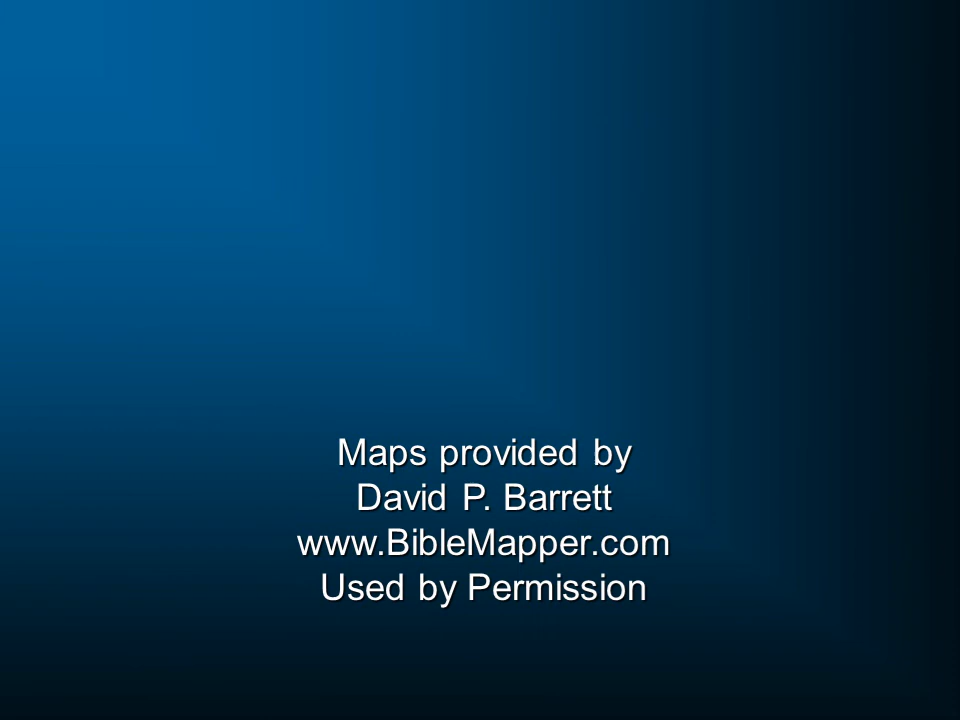 Maps provided by
David P. Barrett
www.BibleMapper.com
Used by Permission